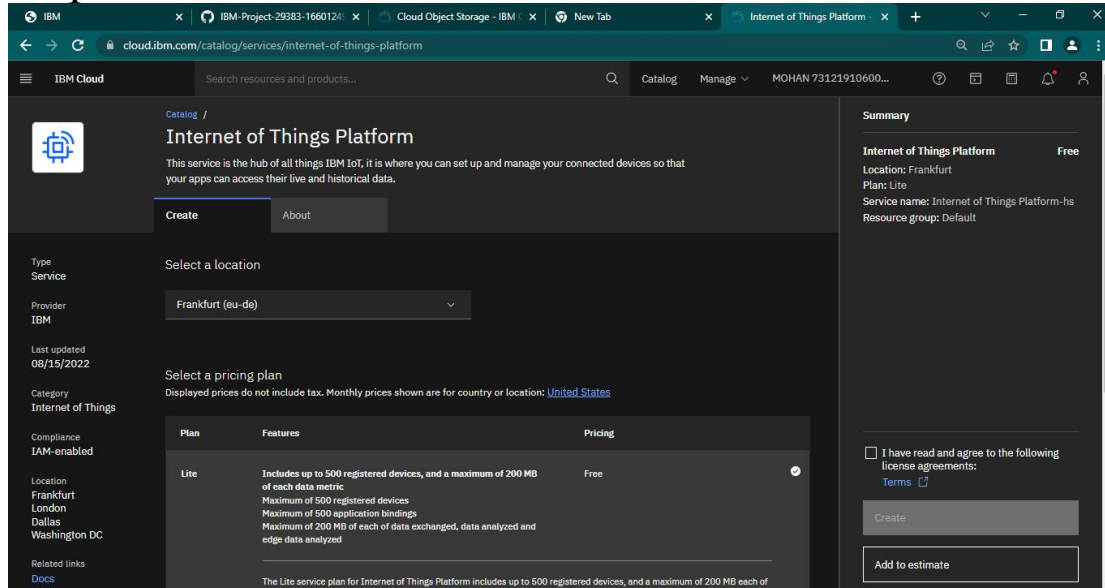 IBM
IBM-Project-29383-1660124
Cloud Object Storage - IBM C
New Tab
Internet of Things Platform -
cloud.ibm.com/catalog/services/internet-of-things-platform
IBM Cloud
Search resources and products...
Catalog
Manage
MOHAN 73121910600...
Catalog /
Internet of Things Platform
This service is the hub of all things IBM IoT, it is where you can set up and manage your connected devices so that
your apps can access their live and historical data.
Create
About
Type
Service
Provider
IBM
Last updated
08/15/2022
Category
Internet of Things
Compliance
IAM-enabled
Location
Frankfurt
London
Dallas
Washington DC
Related links
Docs
Select a location
Frankfurt (eu-de)
Select a pricing plan
Displayed prices do not include tax. Monthly prices shown are for country or location: United States
Plan
Features
Pricing
Lite
Includes up to 500 registered devices, and a maximum of 200 MB
of each data metric
Maximum of 500 registered devices
Maximum of 500 application bindings
Maximum of 200 MB of each of data exchanged, data analyzed and
edge data analyzed
Free
The Lite service plan for Internet of Things Platform includes up to 500 registered devices, and a maximum of 200 MB each of
Summary
Internet of Things Platform Free
Location: Frankfurt
Plan: Lite
Service name: Internet of Things Platform-hs
Resource group: Default
I have read and agree to the following
license agreements:
Terms
Create
Add to estimate